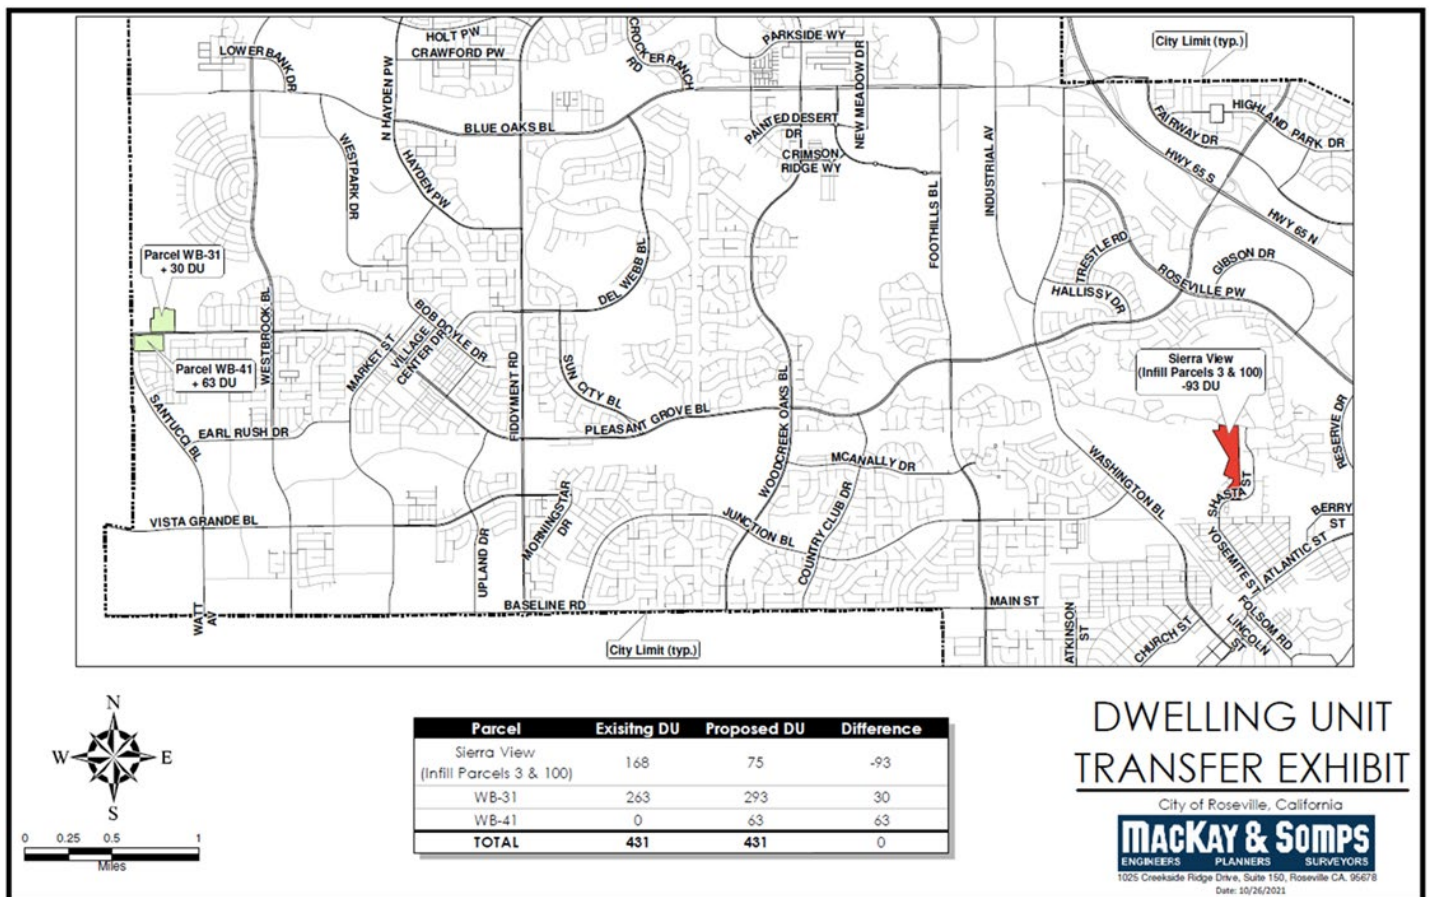 HOLT PW
CRAWFORD PW
LOWER BANK DR
N HAYDEN PW
CROCKER RANCH
RD
PARKSIDE WY
NEW MEADOW DR
City Limit (typ.)
BLUE OAKS BL
PAINTED DESERT
DR
CRIMSON
RIDGE WY
FAIRWAY DR
HIGHLAND PARK DR
HWY 65 S
HWY 65 N
WESTPARK DR
HAYDEN PW
FOOTHILLS BL
INDUSTRIAL AV
TRESTLE RD
HALLISSY DR
ROSEVILLE PW
GIBSON DR
Parcel WB-31
+ 30 DU
DEL WEBB BL
WESTBROOK BL
BOB DOYLE DR
MARKET ST
VILLAGE
CENTER DR
Parcel WB-41
+ 63 DU
Sierra View
(Infill Parcels 3 & 100)
-93 DU
SANTUCCI BL
EARL RUSH DR
FIDDYMENT RD
SUN CITY BL
PLEASANT GROVE BL
WOODCREEK OAKS BL
MCANALLY DR
WASHINGTON BL
RESERVE DR
SHASTA ST
BERRY
ST
VISTA GRANDE BL
MORNINGSTAR
DR
UPLAND DR
JUNCTION BL
COUNTRY CLUB DR
YOSEMITE ST
ATLANTIC ST
WATT
AV
BASELINE RD
MAIN ST
ATKINSON
ST
CHURCH ST
FOLSOM RD
LINCOLN
ST
City Limit (typ.)
N
W E
S
0 0.25 0.5 1
Miles
Parcel Exisitng DU Proposed DU Difference
Sierra View
(Infill Parcels 3 & 100) 168 75 -93
WB-31 263 293 30
WB-41 0 63 63
TOTAL 431 431 0
DWELLING UNIT
TRANSFER EXHIBIT
City of Roseville, California
MACKAY & SOMPS
ENGINEERS PLANNERS SURVEYORS
1025 Creekside Ridge Drive, Suite 150, Roseville CA, 95678
Date: 10/26/2021